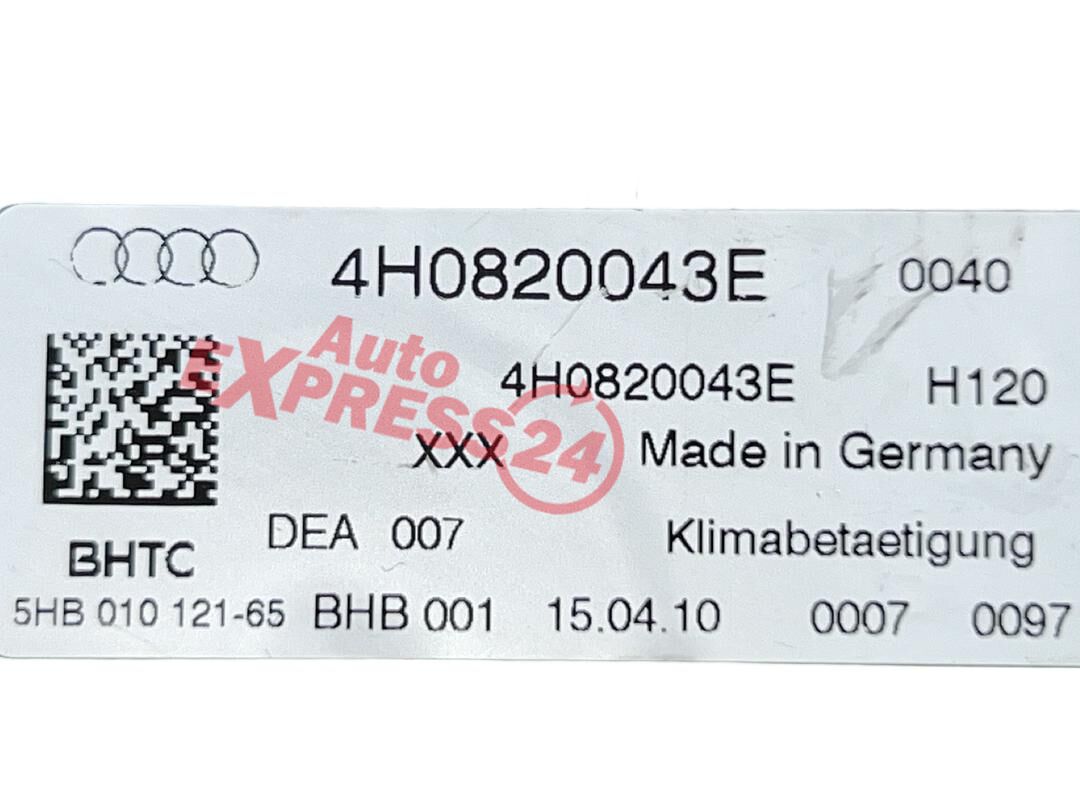 4H0820043E 0040
4H0820043E H120
Auto
EXPRESS24
XXX Made in Germany
DEA 007 Klimabetaetigung
BHTC
5HB 010 121-65 BHB 001 15.04.10 0007 0097